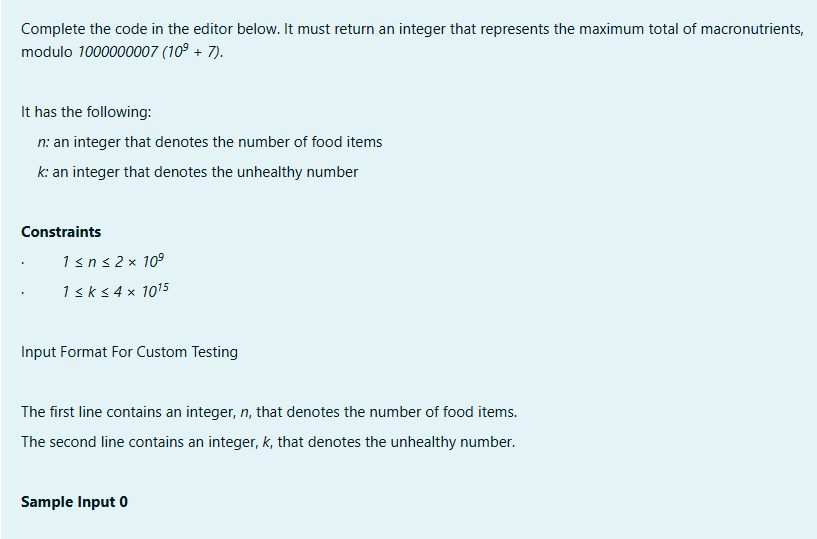 Complete the code in the editor below. It must return an integer that represents the maximum total of macronutrients,
modulo 1000000007 (10⁹ + 7).
It has the following:
n: an integer that denotes the number of food items
k: an integer that denotes the unhealthy number
Constraints
· 1 ≤ n ≤ 2 × 10⁹
· 1 ≤ k ≤ 4 × 10¹⁵
Input Format For Custom Testing
The first line contains an integer, n, that denotes the number of food items.
The second line contains an integer, k, that denotes the unhealthy number.
Sample Input 0